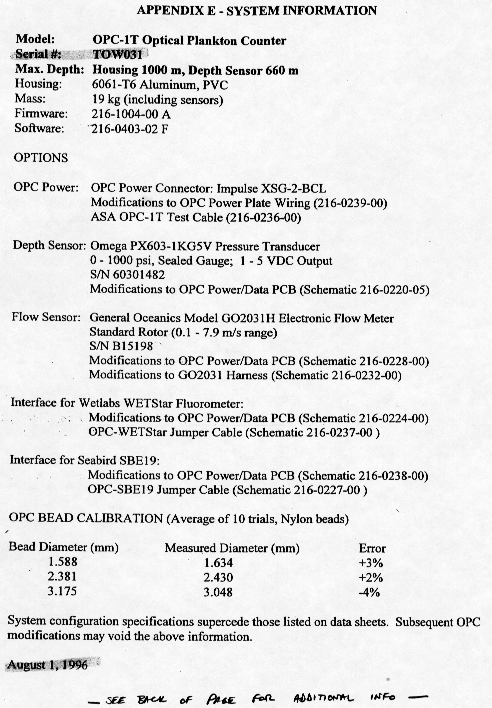 APPENDIX E - SYSTEM INFORMATION
Model: OPC-1T Optical Plankton Counter
Serial #: TOW031
Max. Depth: Housing 1000 m, Depth Sensor 660 m
Housing: 6061-T6 Aluminum, PVC
Mass: 19 kg (including sensors)
Firmware: 216-1004-00 A
Software: 216-0403-02 F
OPTIONS
OPC Power: OPC Power Connector: Impulse XSG-2-BCL
Modifications to OPC Power Plate Wiring (216-0239-00)
ASA OPC-1T Test Cable (216-0236-00)
Depth Sensor: Omega PX603-1KG5V Pressure Transducer
0 - 1000 psi, Sealed Gauge; 1 - 5 VDC Output
S/N 60301482
Modifications to OPC Power/Data PCB (Schematic 216-0220-05)
Flow Sensor: General Oceanics Model GO2031H Electronic Flow Meter
Standard Rotor (0.1 - 7.9 m/s range)
S/N B15198
Modifications to OPC Power/Data PCB (Schematic 216-0228-00)
Modifications to GO2031 Harness (Schematic 216-0232-00)
Interface for Wetlabs WETStar Fluorometer:
Modifications to OPC Power/Data PCB (Schematic 216-0224-00)
OPC-WETStar Jumper Cable (Schematic 216-0237-00 )
Interface for Seabird SBE19:
Modifications to OPC Power/Data PCB (Schematic 216-0238-00)
OPC-SBE19 Jumper Cable (Schematic 216-0227-00 )
OPC BEAD CALIBRATION (Average of 10 trials, Nylon beads)
Bead Diameter (mm) Measured Diameter (mm) Error
1.588 1.634 +3%
2.381 2.430 +2%
3.175 3.048 -4%
System configuration specifications supercede those listed on data sheets. Subsequent OPC
modifications may void the above information.
August 1, 1996
— SEE BACK OF PAGE FOR ADDITIONAL INFO —